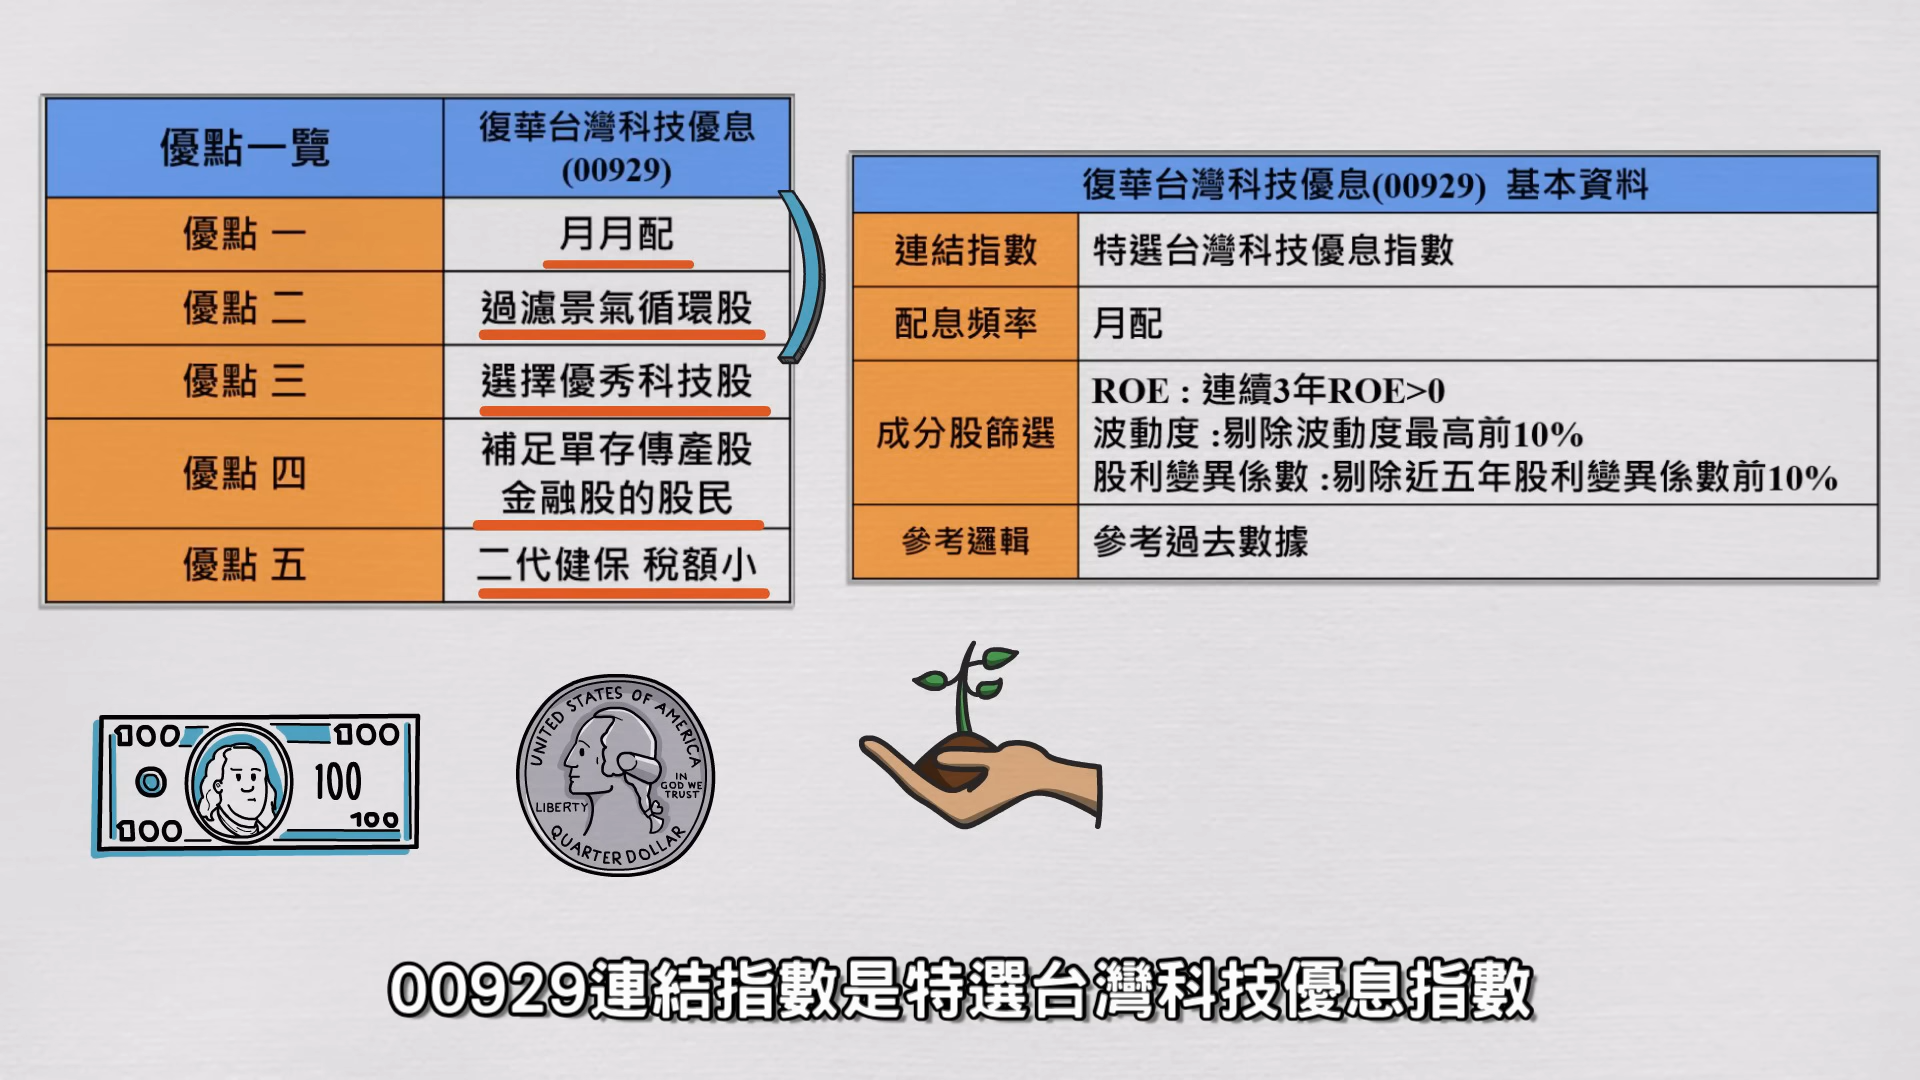 優點一覽
復華台灣科技優息
(00929)
優點 一
月月配
優點 二
過濾景氣循環股
優點 三
選擇優秀科技股
優點 四
補足單存傳產股
金融股的股民
優點 五
二代健保 稅額小
復華台灣科技優息(00929) 基本資料
連結指數
特選台灣科技優息指數
配息頻率
月配
成分股篩選
ROE : 連續3年ROE>0
波動度 :剔除波動度最高前10%
股利變異係數 :剔除近五年股利變異係數前10%
參考邏輯
參考過去數據
100
100
100
100
100
UNITED STATES OF AMERICA
IN
GOD WE
TRUST
LIBERTY
QUARTER DOLLAR
00929連結指數是特選台灣科技優息指數